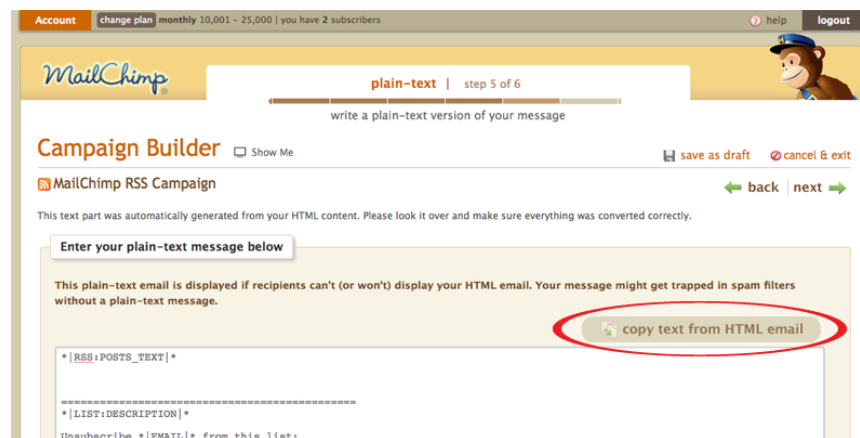 Account change plan monthly 10,001 - 25,000 | you have 2 subscribers help logout
MailChimp
plain-text | step 5 of 6
write a plain-text version of your message
Campaign Builder Show Me save as draft cancel & exit
MailChimp RSS Campaign back next
This text part was automatically generated from your HTML content. Please look it over and make sure everything was converted correctly.
Enter your plain-text message below
This plain-text email is displayed if recipients can't (or won't) display your HTML email. Your message might get trapped in spam filters
without a plain-text message.
copy text from HTML email
*|RSS:POSTS_TEXT|*
==============================================
*|LIST:DESCRIPTION|*
Unsubscribe *|EMAIL|* from this list: